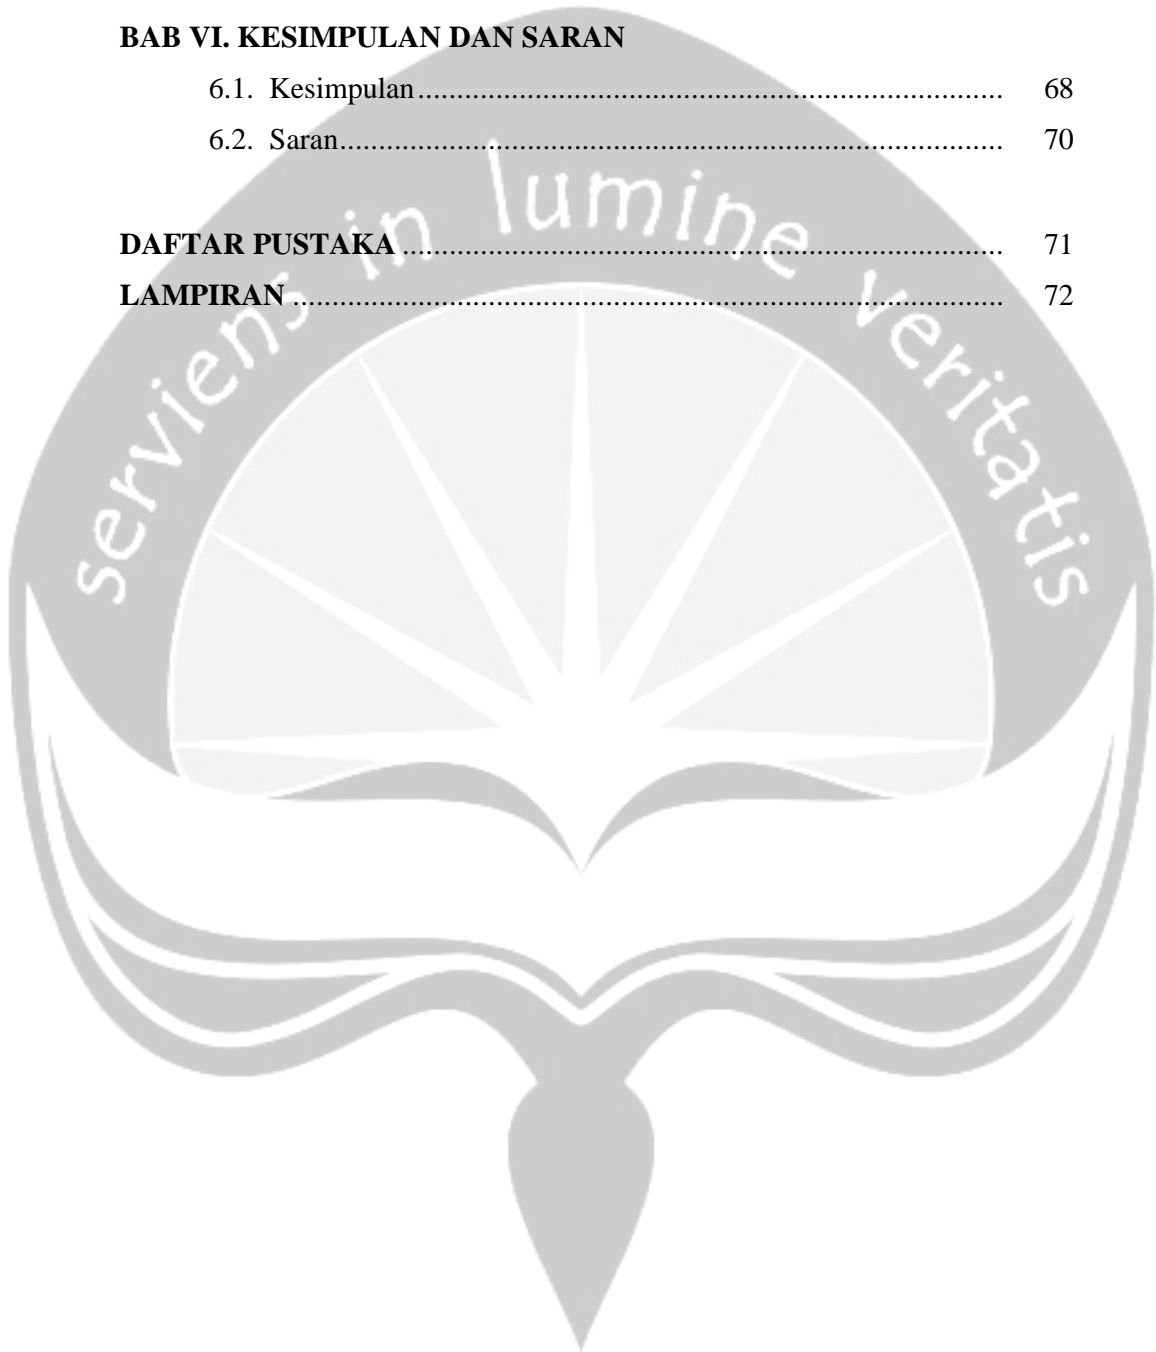 BAB VI. KESIMPULAN DAN SARAN
6.1. Kesimpulan........................................................................... 68
6.2. Saran..................................................................................... 70
DAFTAR PUSTAKA ............................................................................. 71
LAMPIRAN ........................................................................................... 72
serviens in lumine veritatis